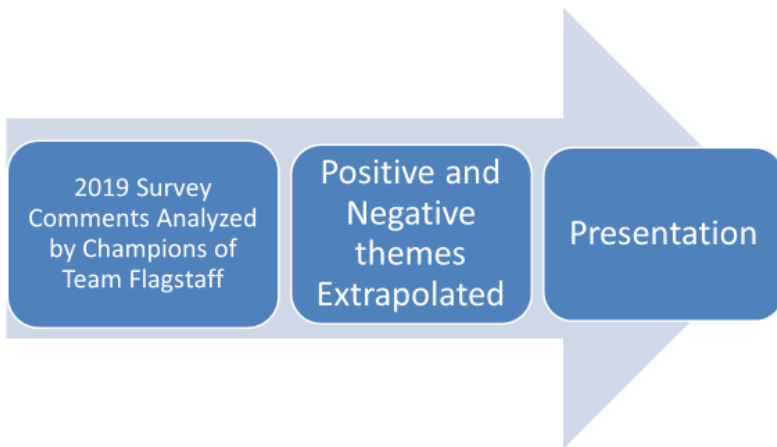 2019 Survey
Comments Analyzed
by Champions of
Team Flagstaff
Positive and
Negative
themes
Extrapolated
Presentation